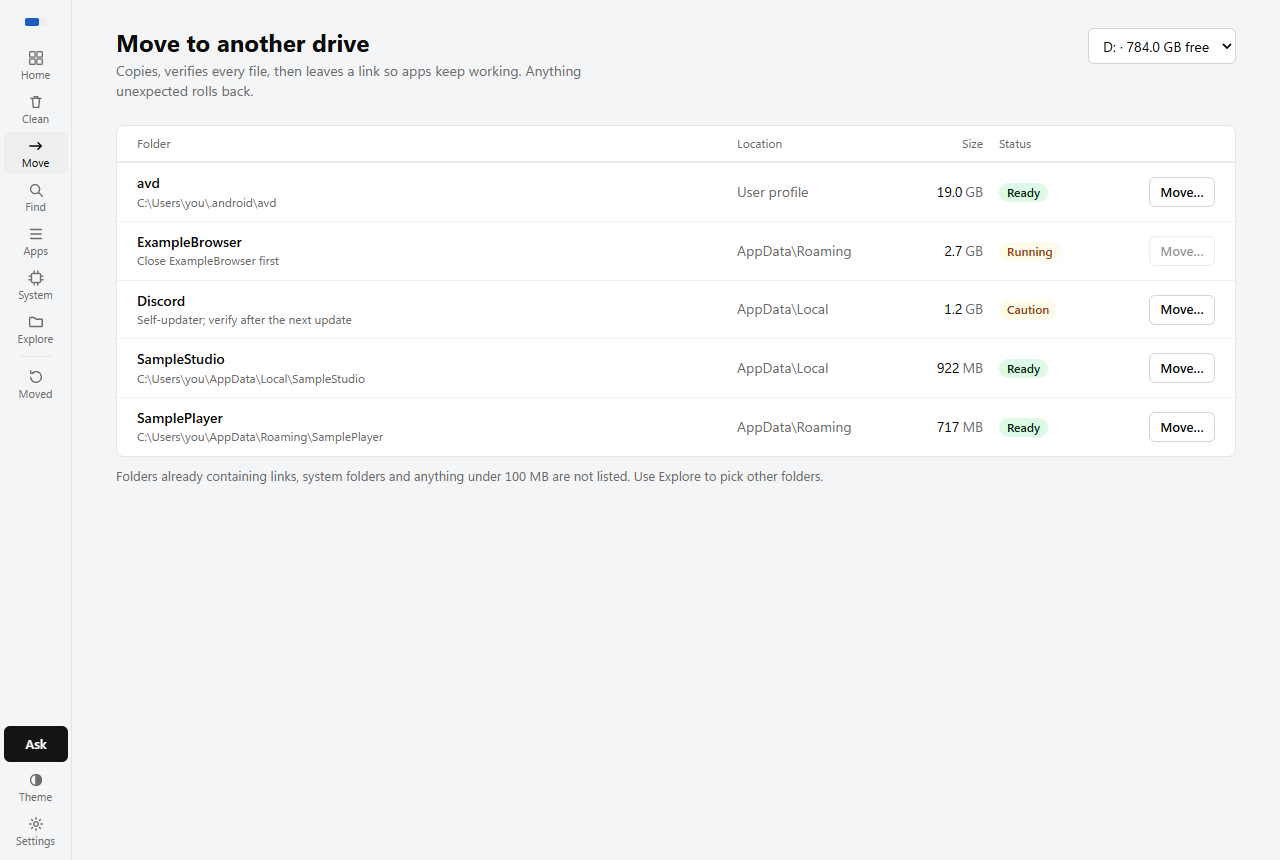 Home
Clean
Move
Find
Apps
System
Explore
Moved
Ask
Theme
Settings
Move to another drive
Copies, verifies every file, then leaves a link so apps keep working. Anything
unexpected rolls back.
D: · 784.0 GB free
Folder Location Size Status
avd
C:\Users\you\.android\avd
User profile 19.0 GB Ready Move...
ExampleBrowser
Close ExampleBrowser first
AppData\Roaming 2.7 GB Running Move...
Discord
Self-updater; verify after the next update
AppData\Local 1.2 GB Caution Move...
SampleStudio
C:\Users\you\AppData\Local\SampleStudio
AppData\Local 922 MB Ready Move...
SamplePlayer
C:\Users\you\AppData\Roaming\SamplePlayer
AppData\Roaming 717 MB Ready Move...
Folders already containing links, system folders and anything under 100 MB are not listed. Use Explore to pick other folders.